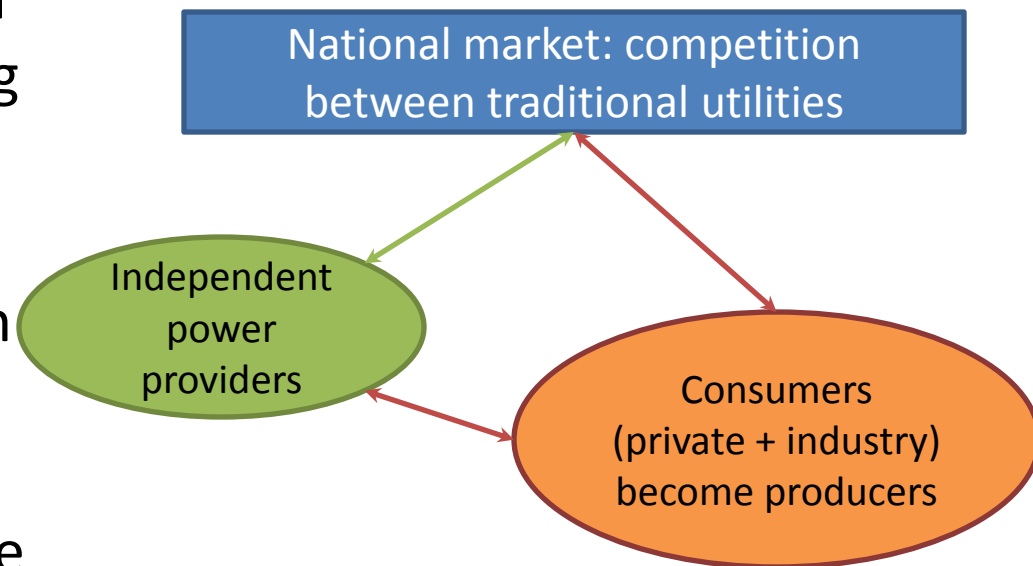 National market: competition
between traditional utilities
g
Independent
power
providers
n
Consumers
(private + industry)
become producers
e